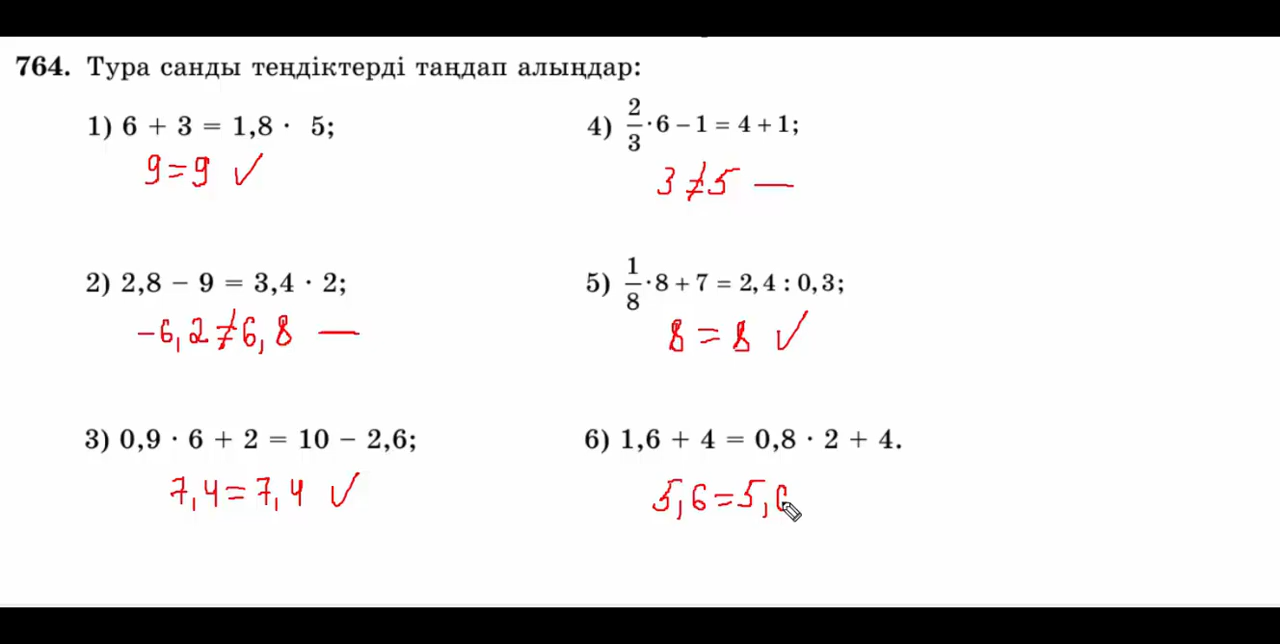 764. Тура санды теңдіктерді таңдап алыңдар:
1) 6 + 3 = 1,8 · 5;
9 = 9 ✓
2) 2,8 − 9 = 3,4 · 2;
−6,2 ≠ 6,8 —
3) 0,9 · 6 + 2 = 10 − 2,6;
7,4 = 7,4 ✓
4) 2/3 · 6 − 1 = 4 + 1;
3 ≠ 5 —
5) 1/8 · 8 + 7 = 2,4 : 0,3;
8 = 8 ✓
6) 1,6 + 4 = 0,8 · 2 + 4.
5,6 = 5,6